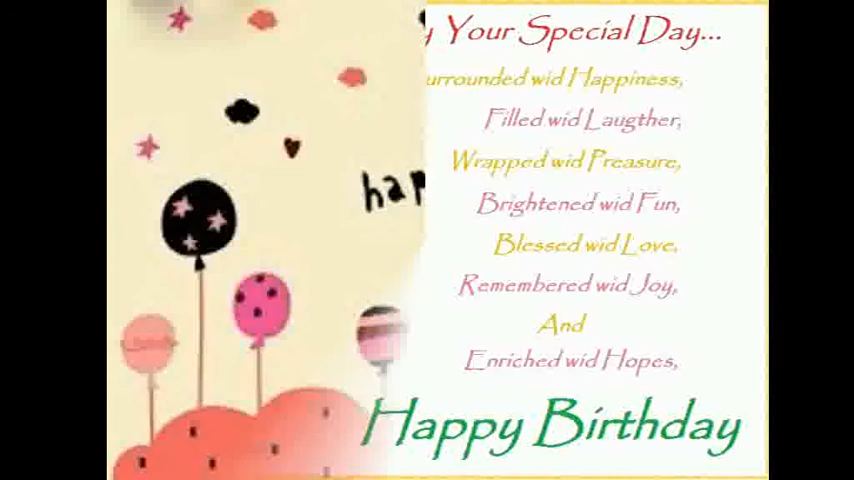 Your Special Day...
urrounded wid Happiness,
Filled wid Laugther,
Wrapped wid Preasure,
hap
Brightened wid Fun,
Blessed wid Love,
Remembered wid Joy,
And
Enriched wid Hopes,
Happy Birthday